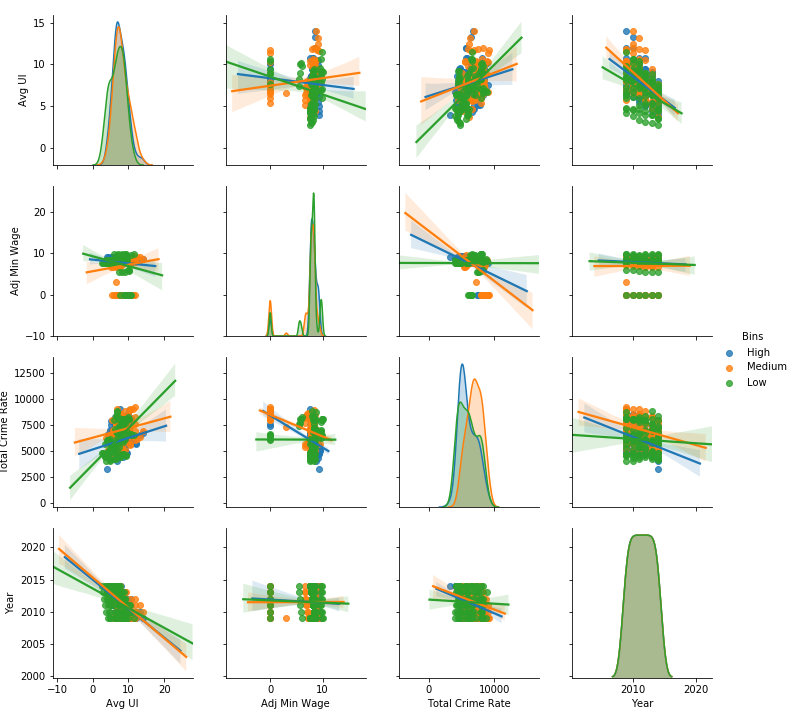 15
10
5
0
Avg UI
20
10
0
−10
Adj Min Wage
Bins
High
Medium
Low
12500
10000
7500
5000
2500
0
Total Crime Rate
2020
2015
2010
2005
2000
Year
−10 0 10 20
0 10
0 10000
2010 2020
Avg UI
Adj Min Wage
Total Crime Rate
Year